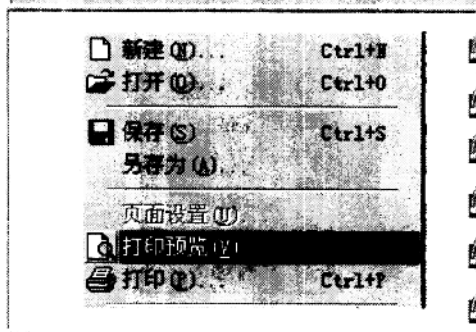 新建(N)... Ctrl+N
打开(O)... Ctrl+O
保存(S) Ctrl+S
另存为(A)...
页面设置(U)...
打印预览(V)
打印(P)... Ctrl+P